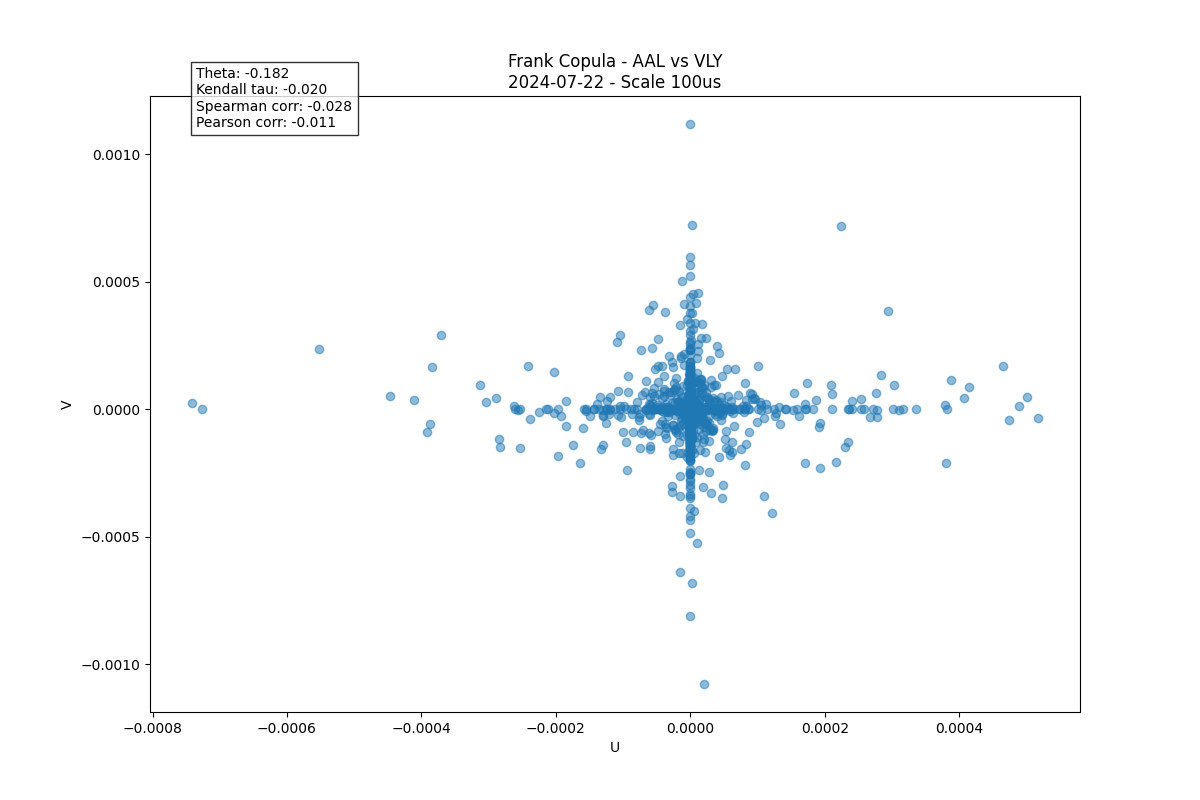 Frank Copula - AAL vs VLY
2024-07-22 - Scale 100us
Theta: -0.182
Kendall tau: -0.020
Spearman corr: -0.028
Pearson corr: -0.011
0.0010
0.0005
0.0000
−0.0005
−0.0010
V
−0.0008
−0.0006
−0.0004
−0.0002
0.0000
0.0002
0.0004
U